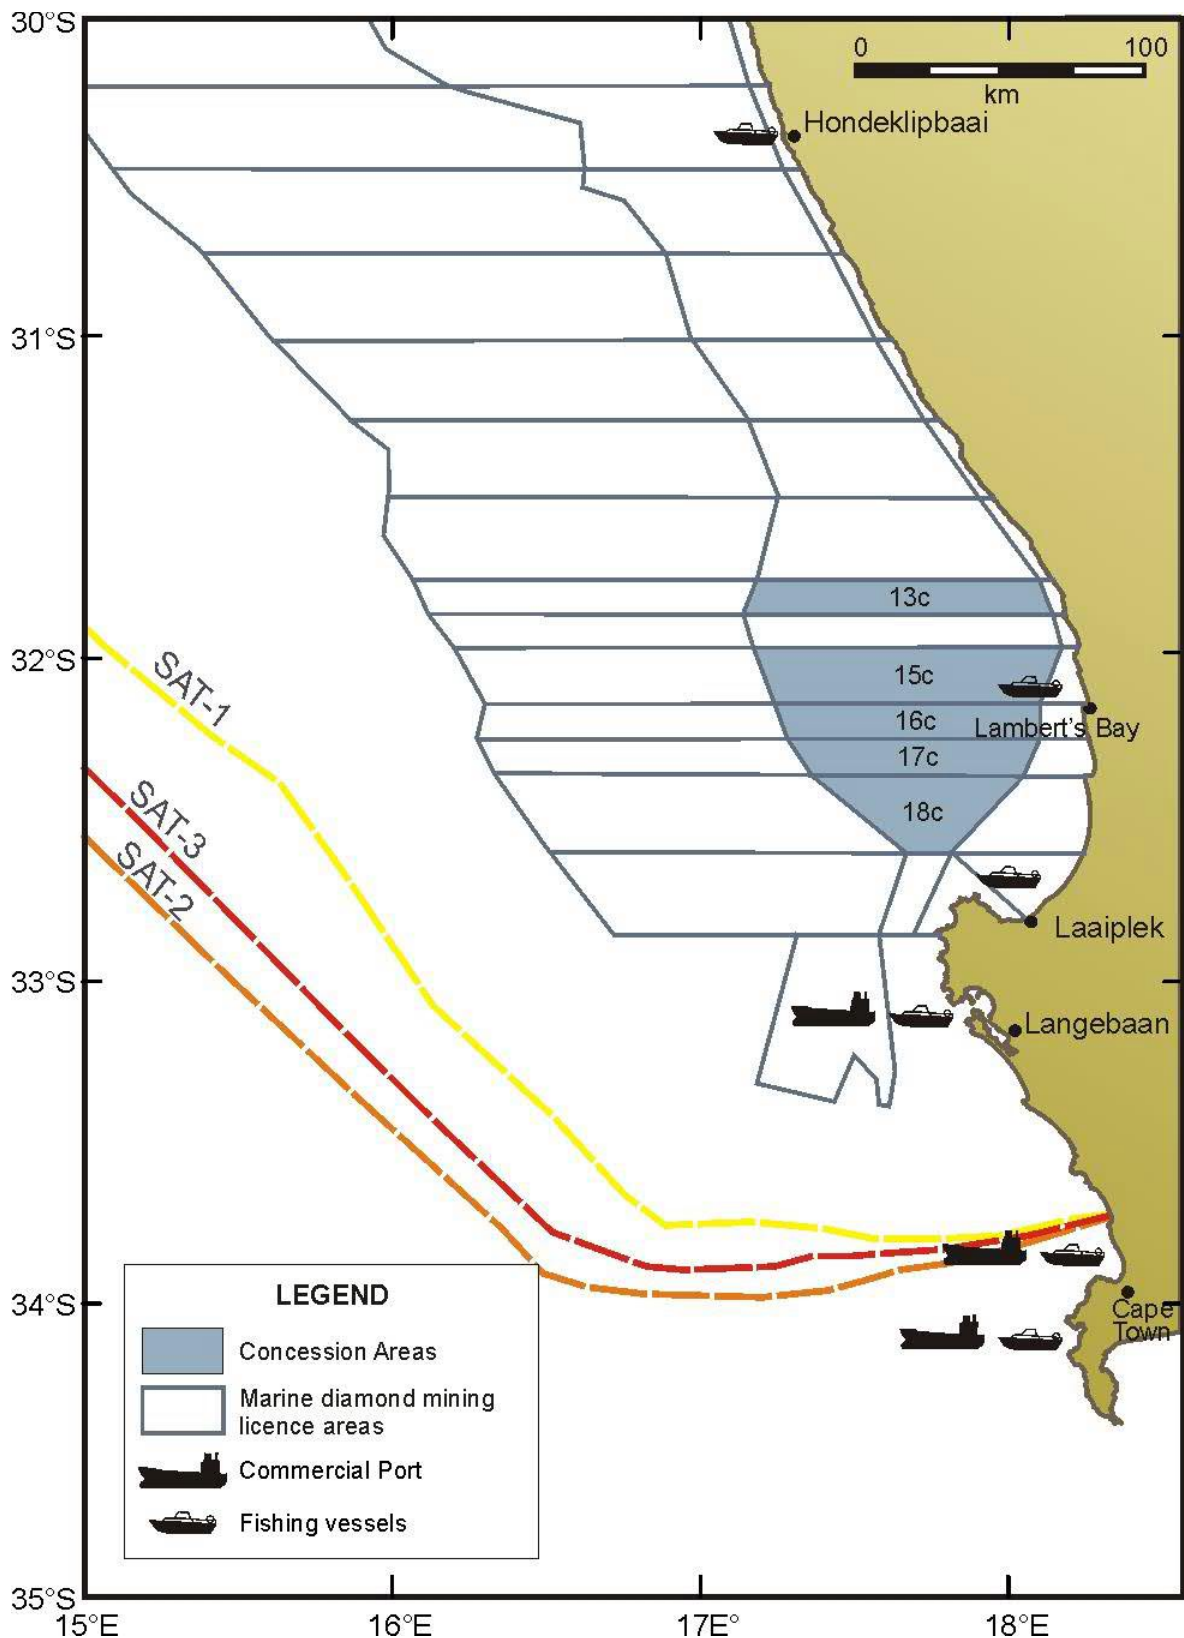 30°S
0 100
km
Hondeklipbaai
31°S
13c
32°S
SAT-1
15c
16c
Lambert's Bay
17c
SAT-3
18c
SAT-2
Laaiplek
33°S
Langebaan
34°S
Cape
Town
LEGEND
Concession Areas
Marine diamond mining
licence areas
Commercial Port
Fishing vessels
35°S
15°E
16°E
17E°
18°E